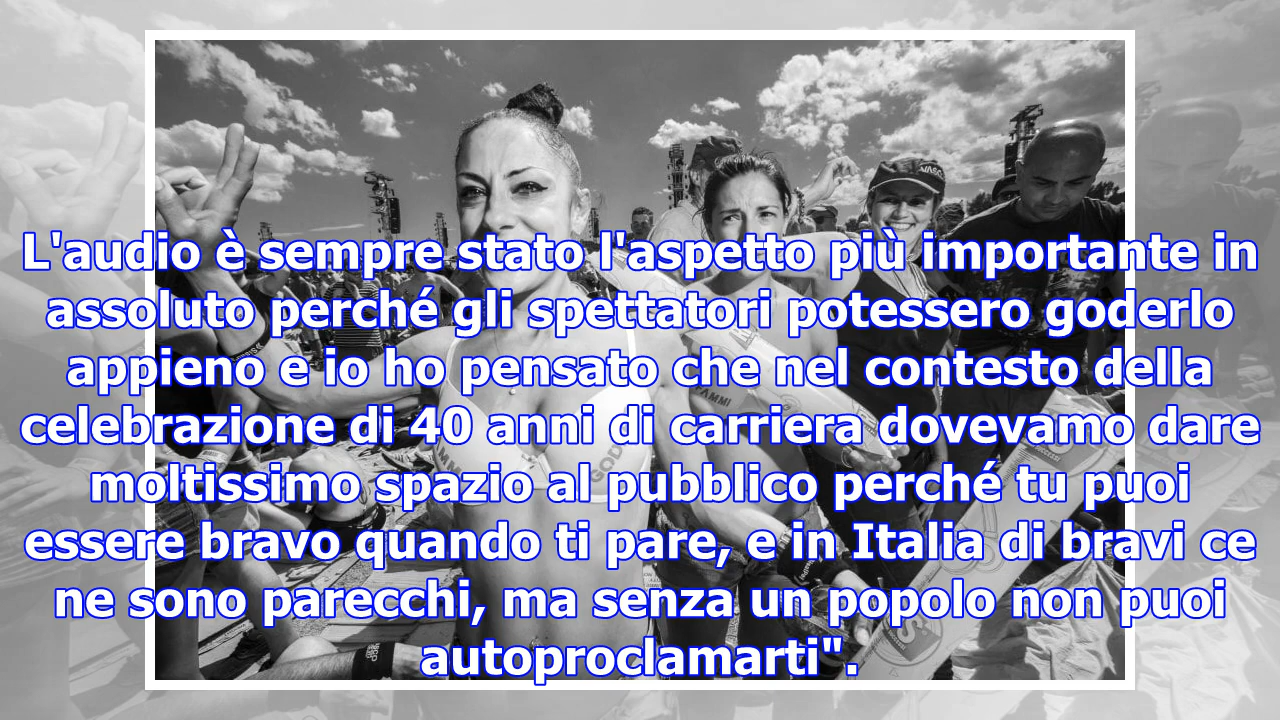 L'audio è sempre stato l'aspetto più importante in
assoluto perché gli spettatori potessero goderlo
appieno e io ho pensato che nel contesto della
celebrazione di 40 anni di carriera dovevamo dare
moltissimo spazio al pubblico perché tu puoi
essere bravo quando ti pare, e in Italia di bravi ce
ne sono parecchi, ma senza un popolo non puoi
autoproclamarti".
VASCO